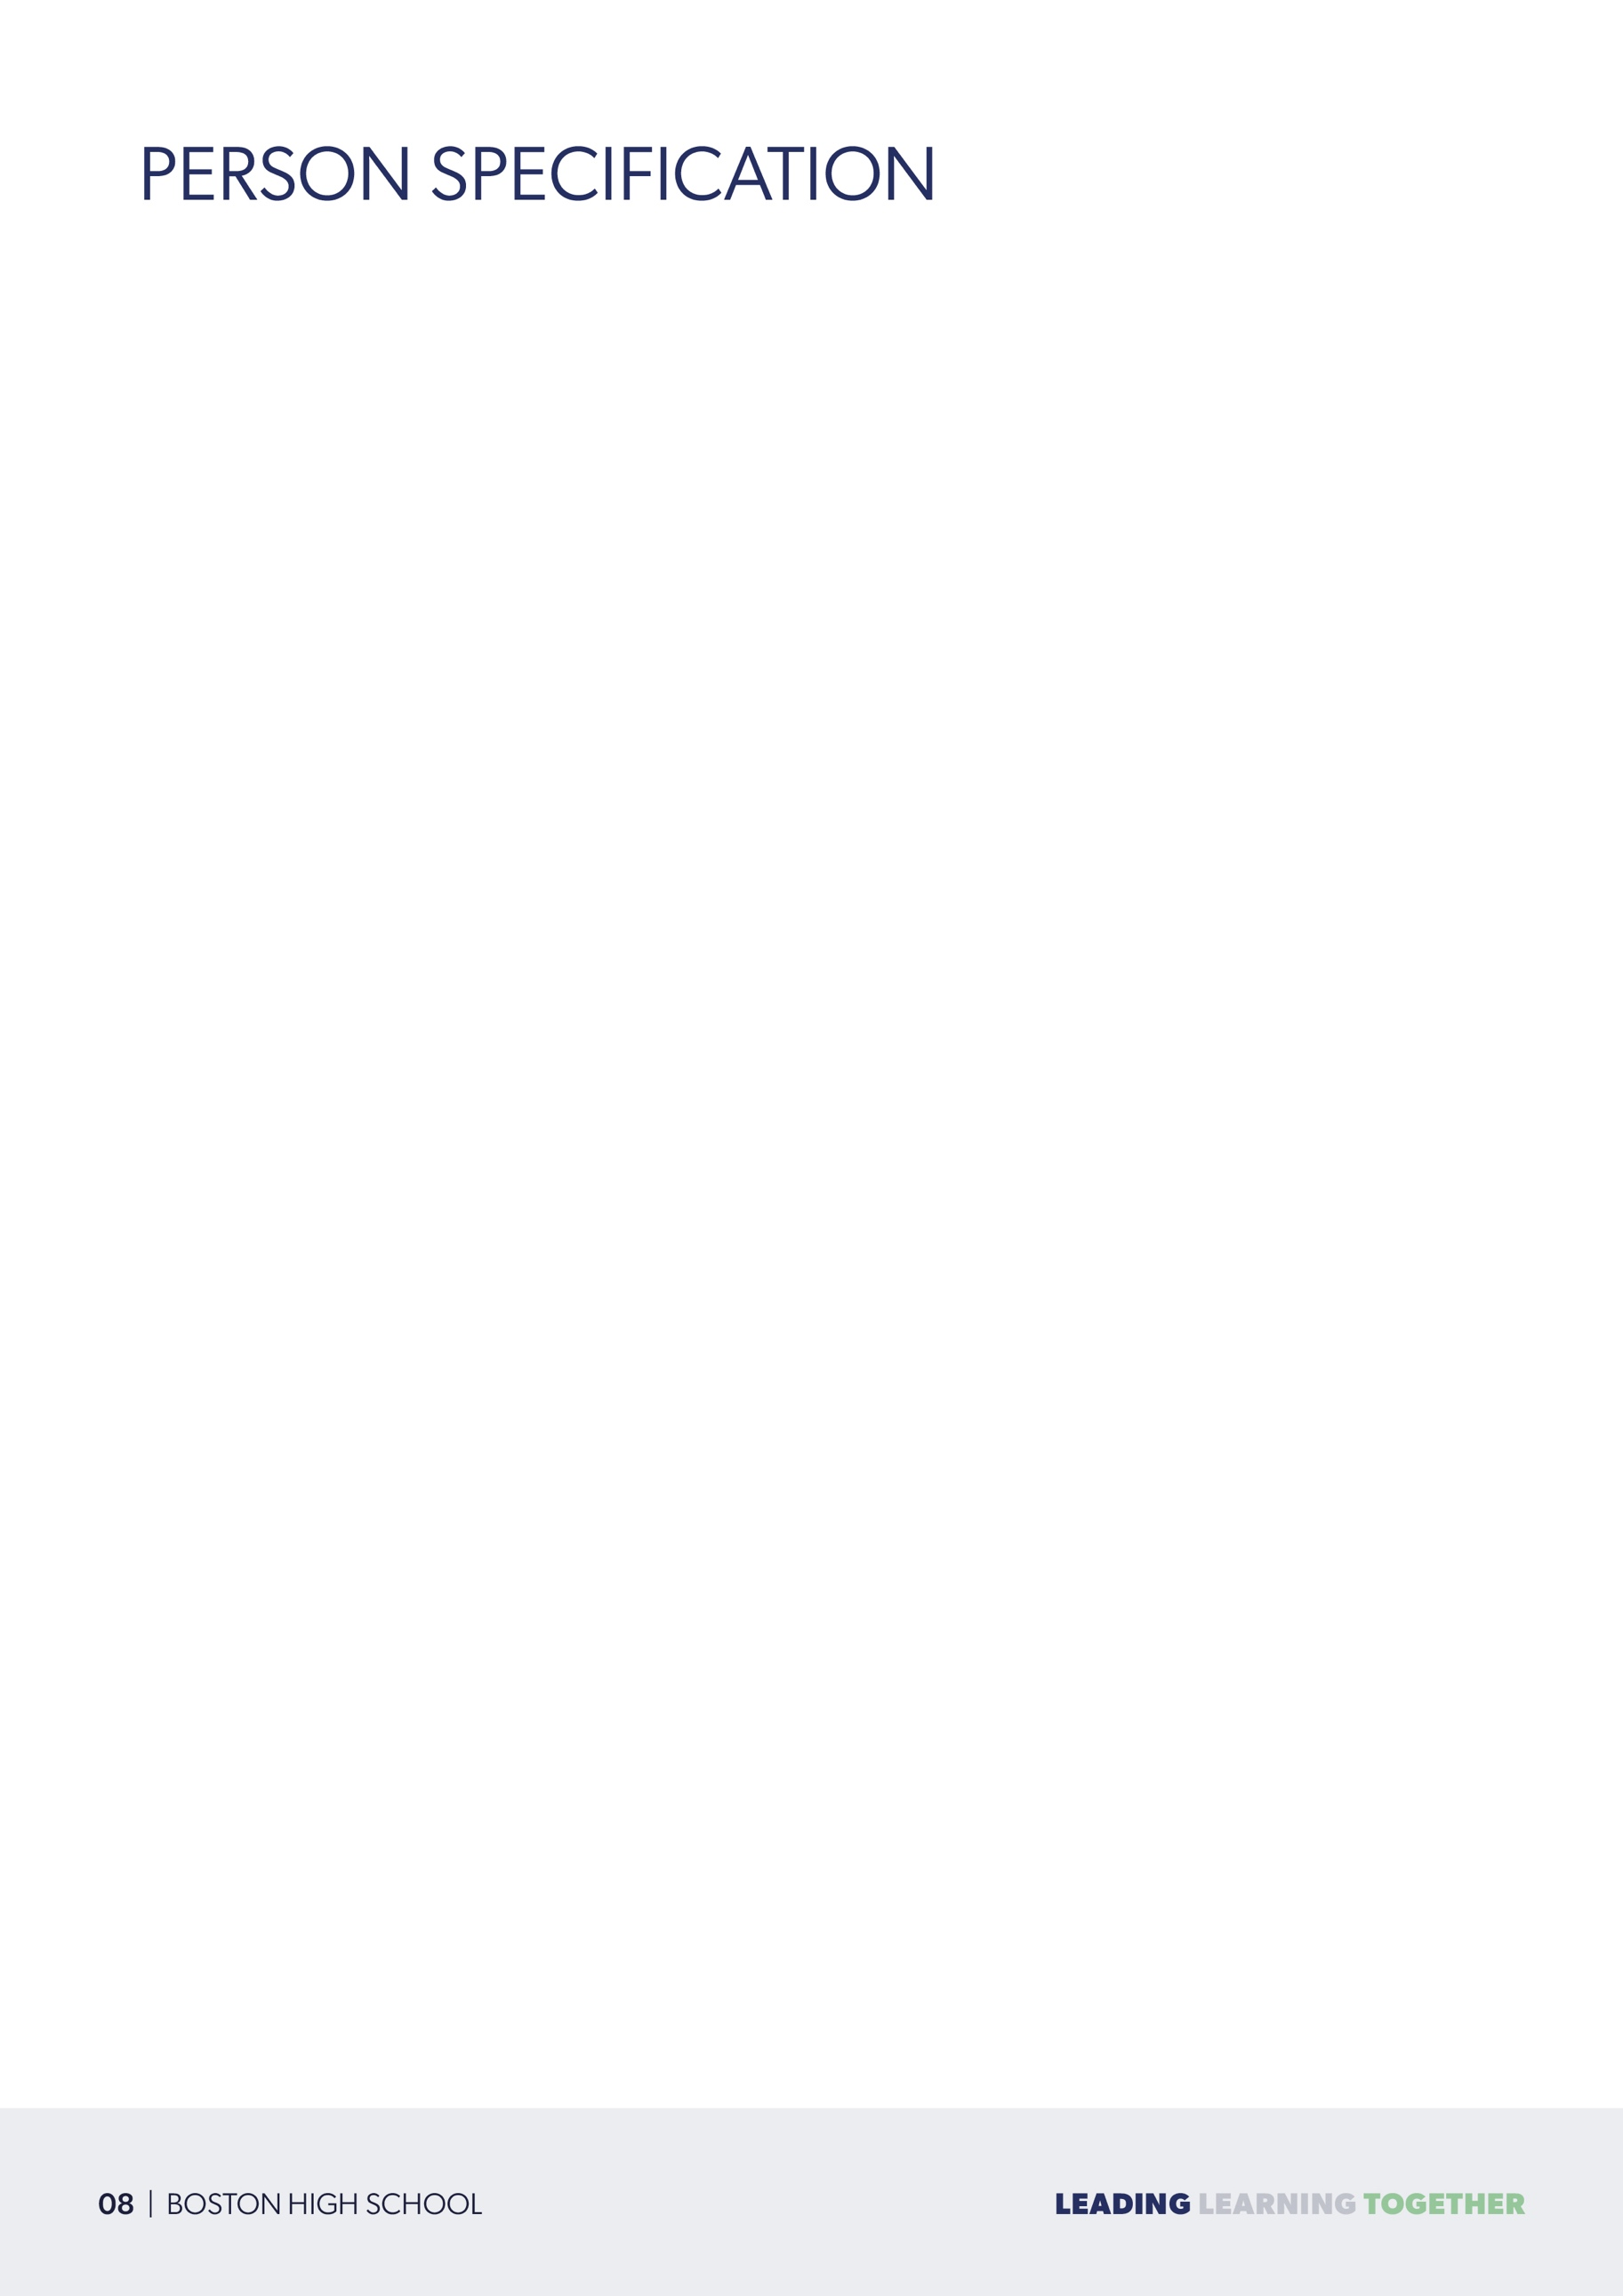 PERSON SPECIFICATION
08 | BOSTON HIGH SCHOOL
LEADING LEARNING TOGETHER